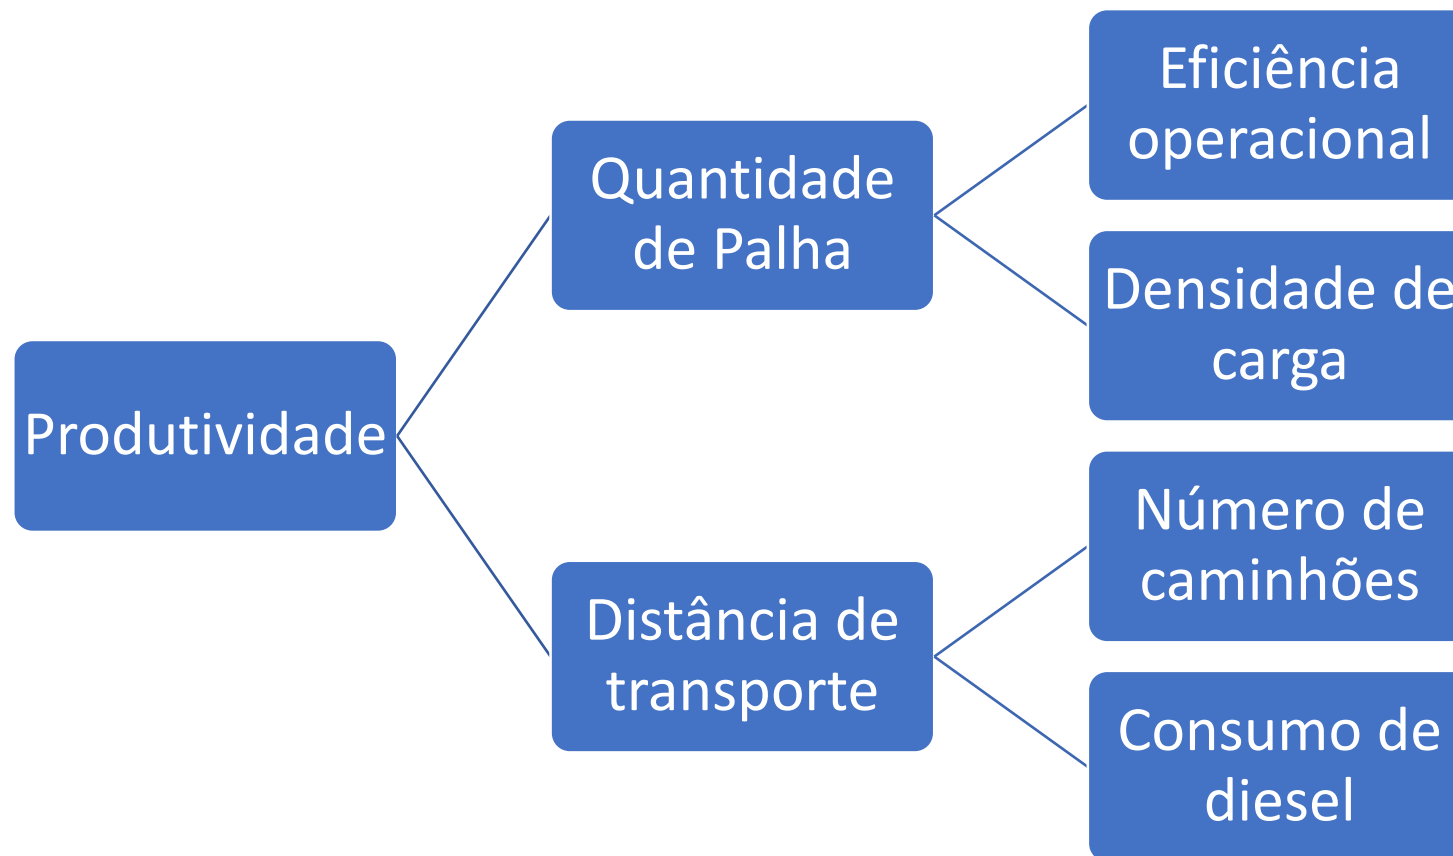 Produtividade
Quantidade
de Palha
Eficiência
operacional
Densidade de
carga
Distância de
transporte
Número de
caminhões
Consumo de
diesel